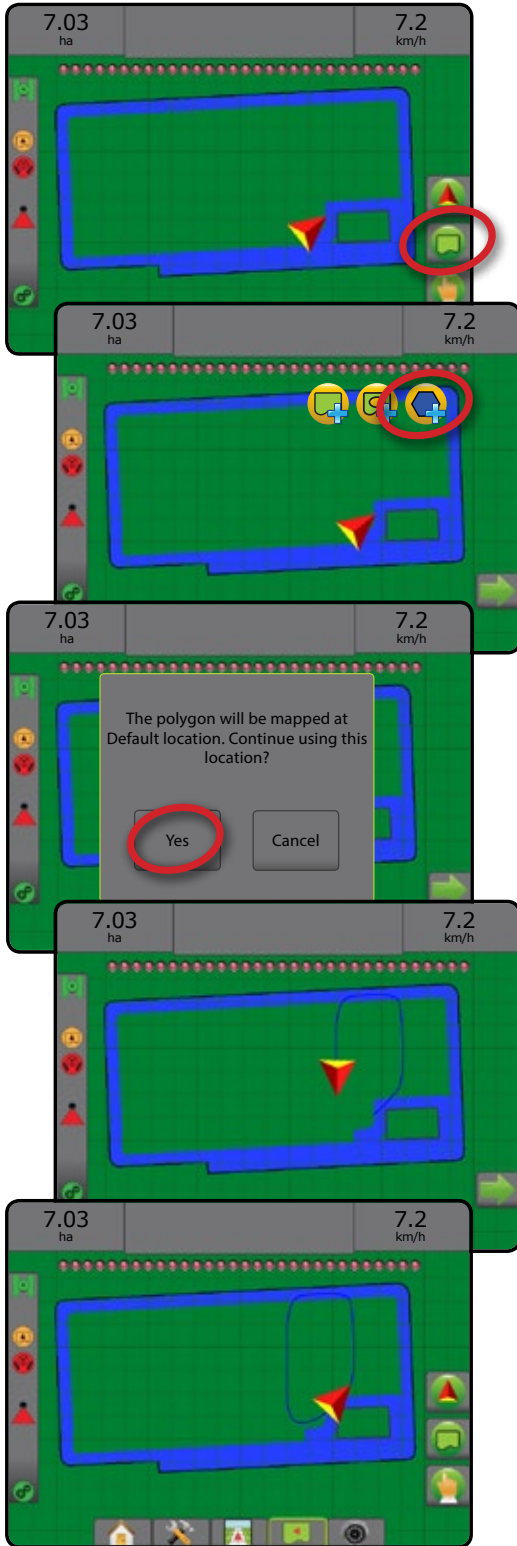 7.03
ha
7.2
km/h
7.03
ha
7.2
km/h
7.03
ha
7.2
km/h
The polygon will be mapped at
Default location. Continue using this
location?
Yes
Cancel
7.03
ha
7.2
km/h
7.03
ha
7.2
km/h